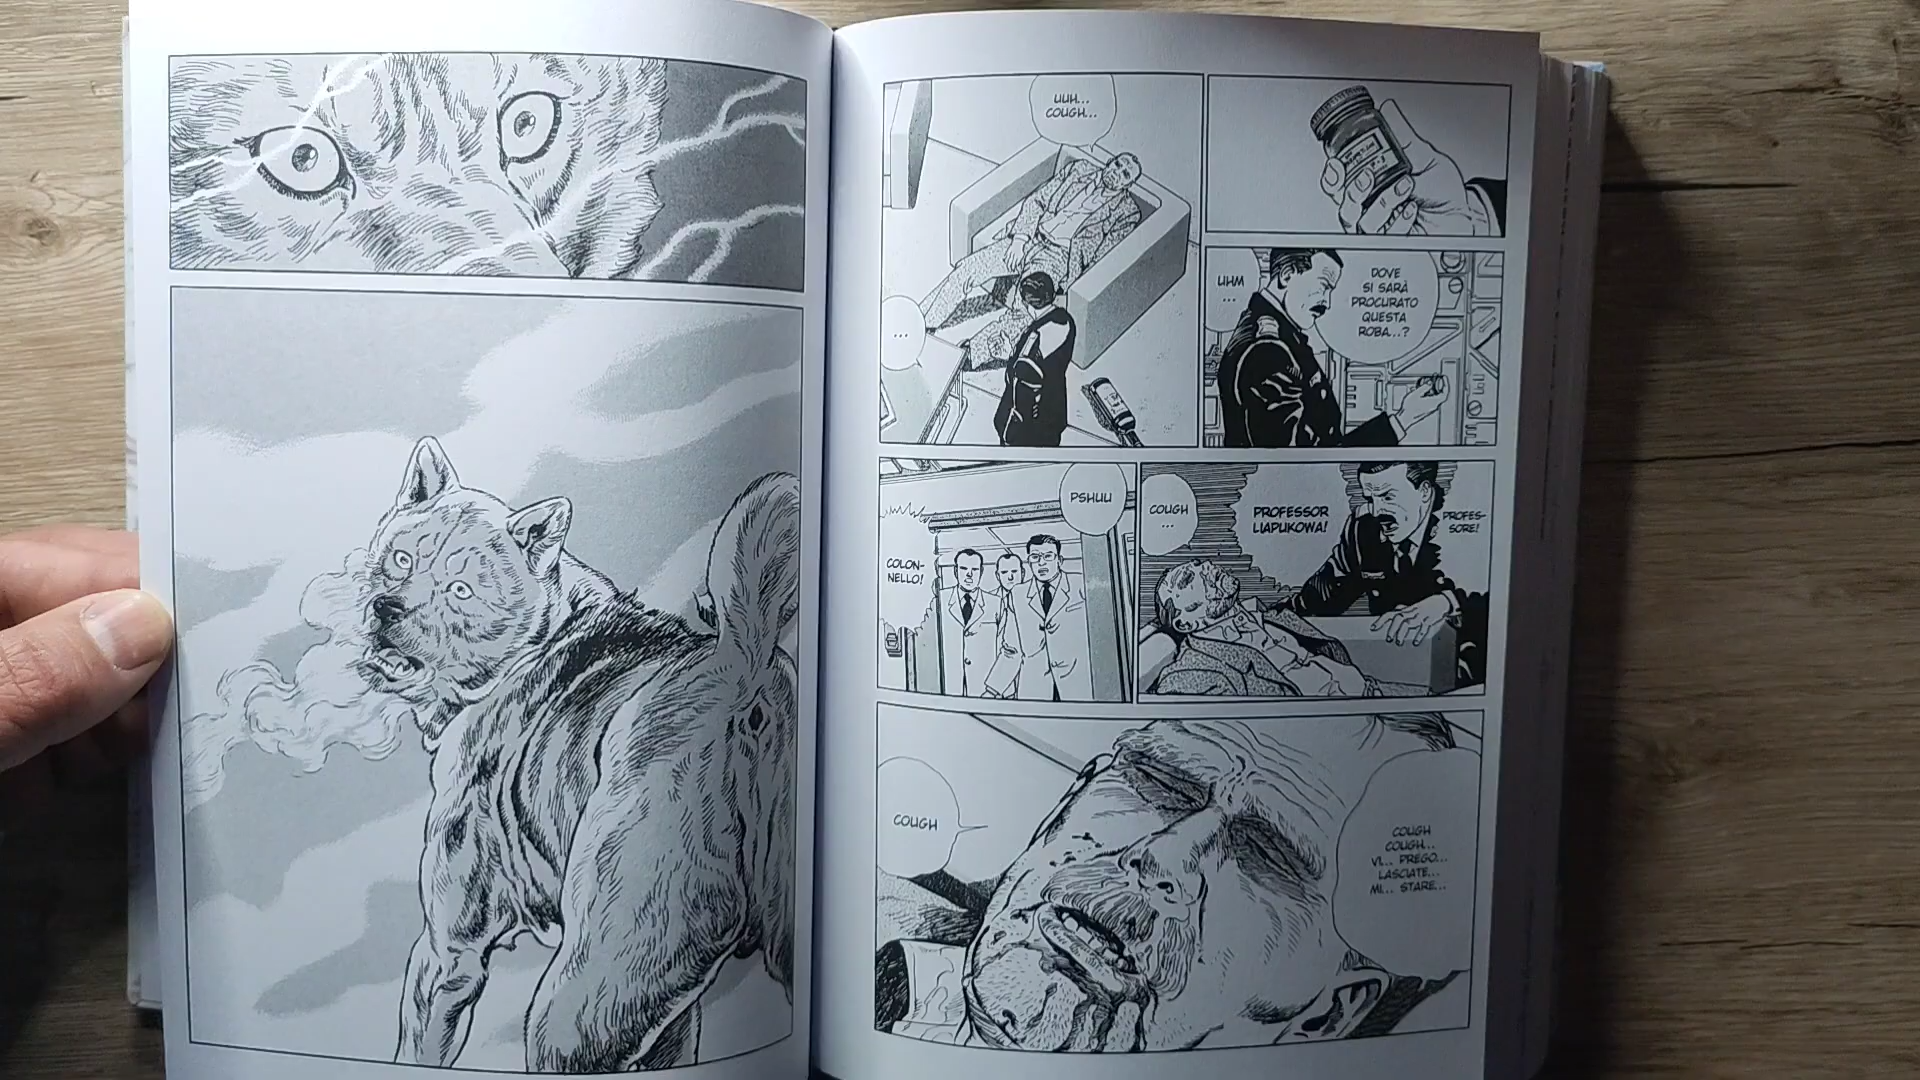 UUH...
COUGH...
...
UHM
...
DOVE
SI SARÀ
PROCURATO
QUESTA
ROBA...?
PSHUU
COLON-
NELLO!
COUGH
...
PROFESSOR
LIAPUKOWA!
PROFES-
SORE!
COUGH
COUGH
COUGH...
VI... PREGO...
LASCIATE...
MI... STARE...